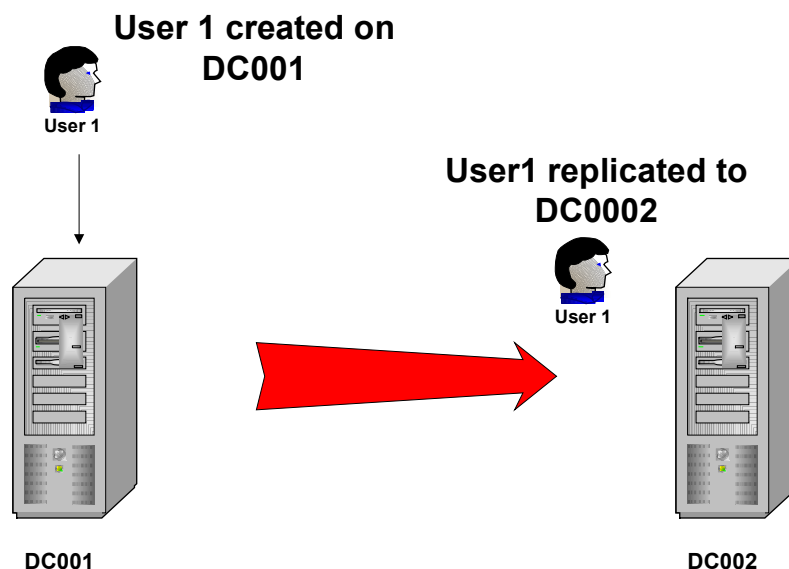 User 1 created on
DC001
User 1
User1 replicated to
DC0002
User 1
DC001
DC002